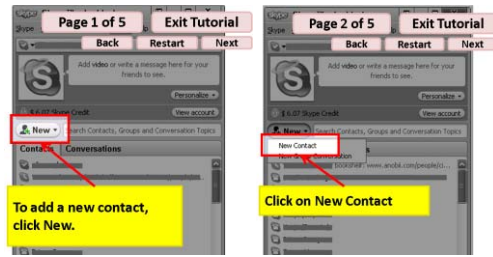 Page 1 of 5 Exit Tutorial
Skype
Back Restart Next
Add video or write a message here for your
friends to see.
Personalize
$ 6.07 Skype Credit View account
New Search Contacts, Groups and Conversation Topics
Contacts Conversations
To add a new contact,
click New.
Page 2 of 5 Exit Tutorial
Skype
Back Restart Next
Add video or write a message here for your
friends to see.
Personalize
$ 6.07 Skype Credit View account
New Search Contacts, Groups and Conversation Topics
New Contact
Click on New Contact